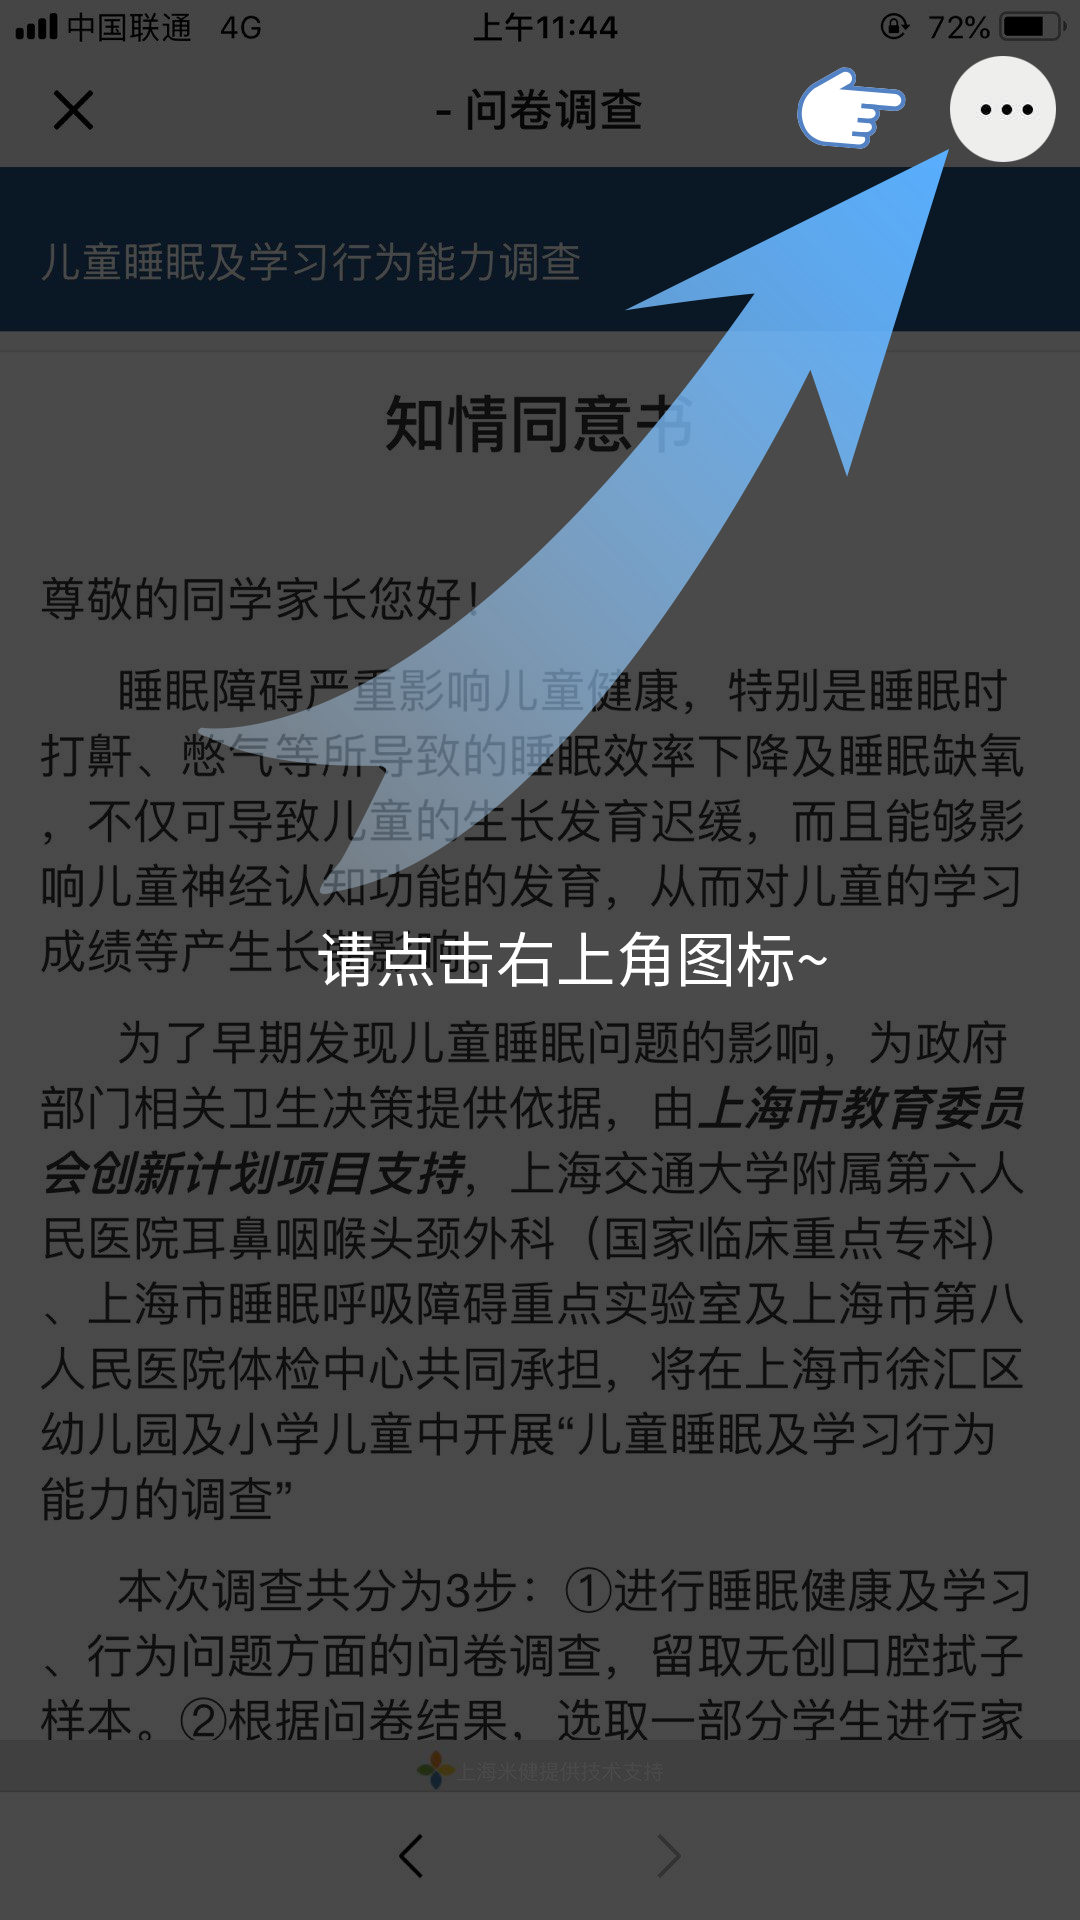 中国联通 4G 上午11:44 72%
- 问卷调查
儿童睡眠及学习行为能力调查
知情同意书
尊敬的同学家长您好！
睡眠障碍严重影响儿童健康，特别是睡眠时
打鼾、憋气等所导致的睡眠效率下降及睡眠缺氧
，不仅可导致儿童的生长发育迟缓，而且能够影
响儿童神经认知功能的发育，从而对儿童的学习
成绩等产生长期影响。
请点击右上角图标~
为了早期发现儿童睡眠问题的影响，为政府
部门相关卫生决策提供依据，由上海市教育委员
会创新计划项目支持，上海交通大学附属第六人
民医院耳鼻咽喉头颈外科（国家临床重点专科）
、上海市睡眠呼吸障碍重点实验室及上海市第八
人民医院体检中心共同承担，将在上海市徐汇区
幼儿园及小学儿童中开展“儿童睡眠及学习行为
能力的调查”
本次调查共分为3步：①进行睡眠健康及学习
、行为问题方面的问卷调查，留取无创口腔拭子
样本。②根据问卷结果，选取一部分学生进行家
上海米健提供技术支持